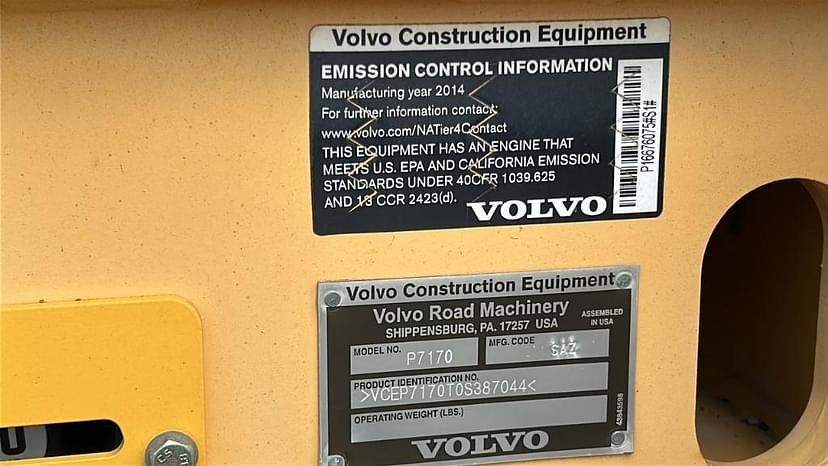 Volvo Construction Equipment
EMISSION CONTROL INFORMATION
Manufacturing year 2014
For further information contact:
www.volvo.com/NATier4Contact
THIS EQUIPMENT HAS AN ENGINE THAT
MEETS U.S. EPA AND CALIFORNIA EMISSION
STANDARDS UNDER 40CFR 1039.625
AND 13 CCR 2423(d).
VOLVO
P16676075#S1#
Volvo Construction Equipment
Volvo Road Machinery
SHIPPENSBURG, PA. 17257 USA
ASSEMBLED
IN USA
MODEL NO. P7170
MFG. CODE SAZ
PRODUCT IDENTIFICATION NO.
>VCEP7170T0S387044<
OPERATING WEIGHT (LBS.)
VOLVO
43843598